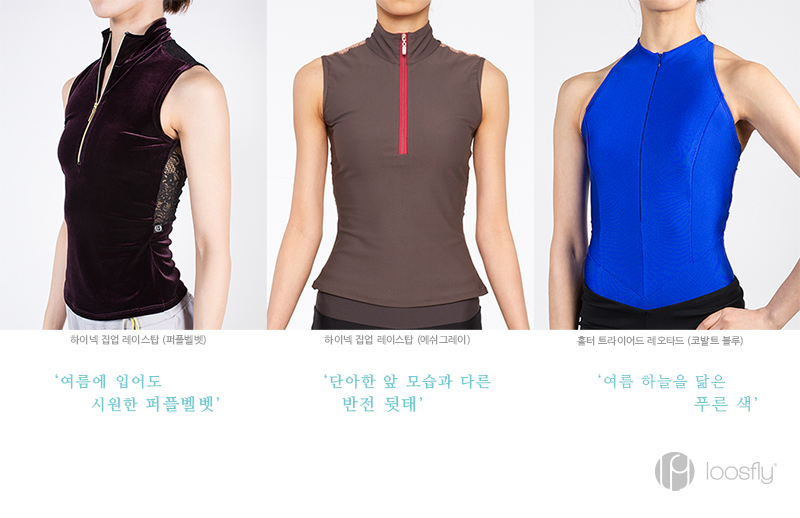 하이넥 집업 레이스탑 (퍼플벨벳)
하이넥 집업 레이스탑 (메쉬그레이)
홀터 트라이어드 레오타드 (코발트 블루)
‘여름에 입어도
시원한 퍼플벨벳’
‘단아한 앞 모습과 다른
반전 뒷태’
‘여름 하늘을 닮은
푸른 색’
loosfly